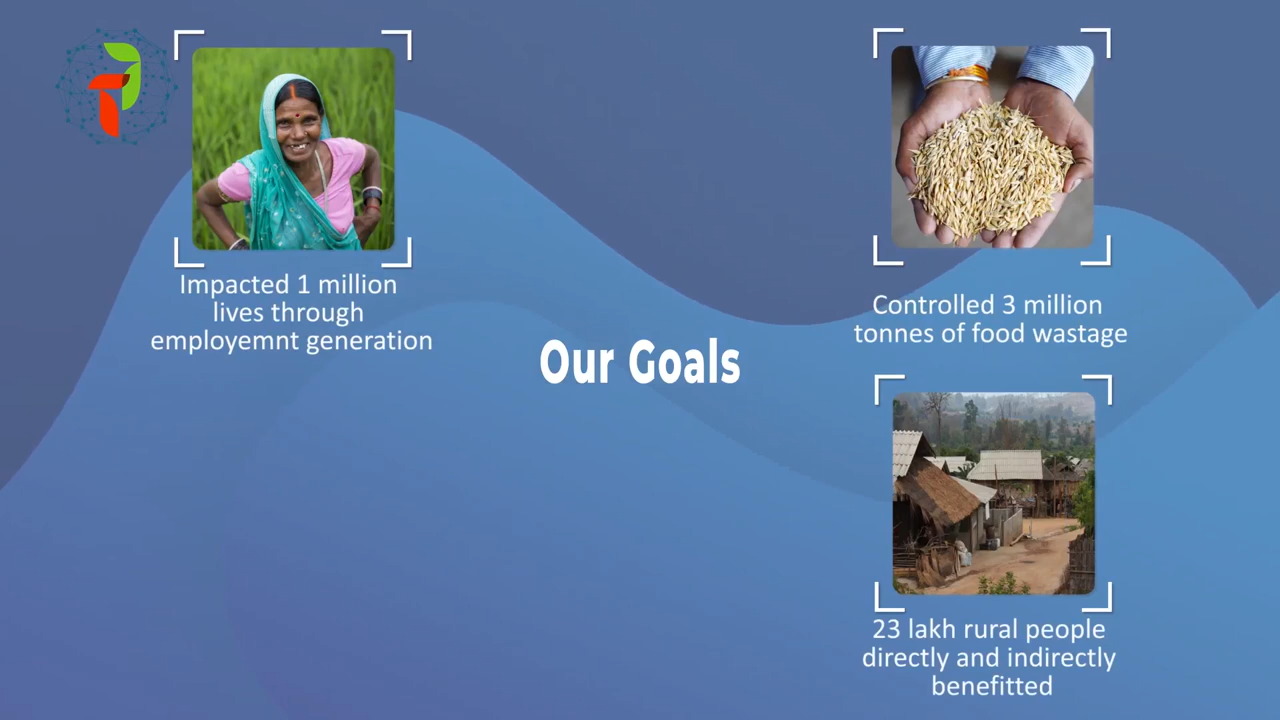 Impacted 1 million
lives through
employemnt generation
Controlled 3 million
tonnes of food wastage
Our Goals
23 lakh rural people
directly and indirectly
benefitted